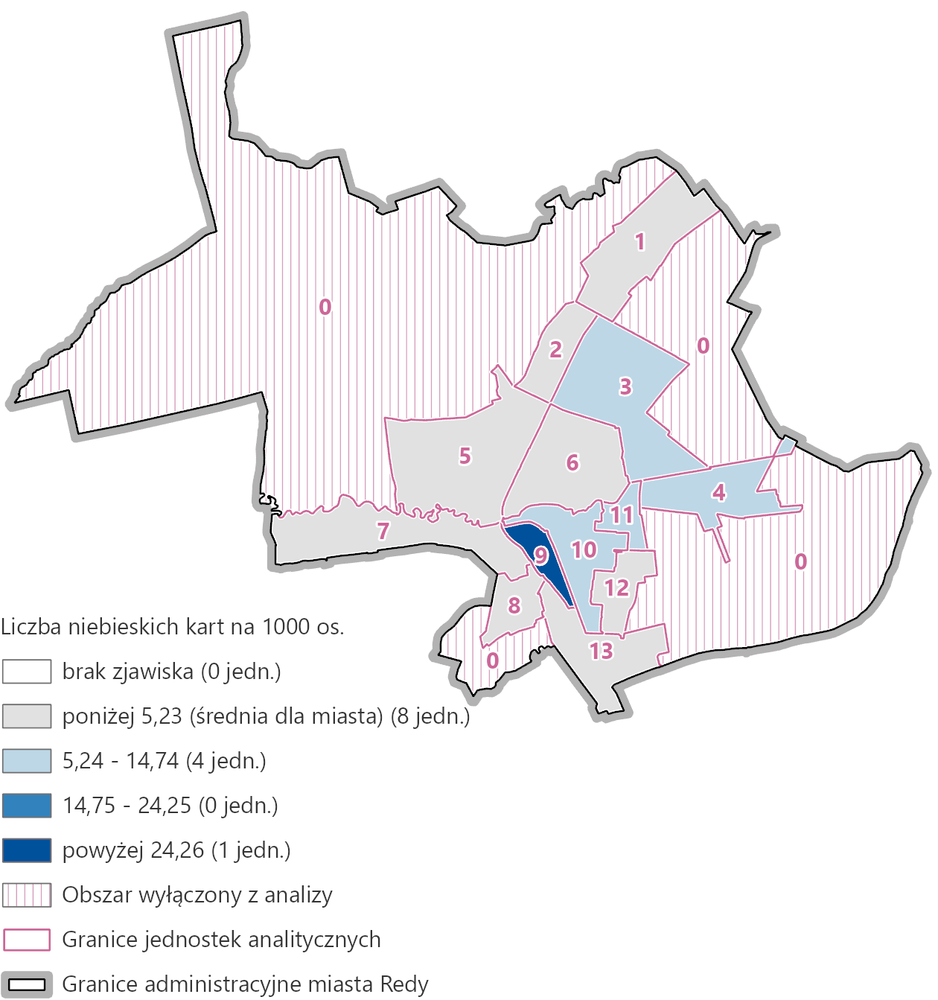 1
0
2
0
3
5
6
4
11
7
10
9
0
12
8
13
0
Liczba niebieskich kart na 1000 os.
brak zjawiska (0 jedn.)
poniżej 5,23 (średnia dla miasta) (8 jedn.)
5,24 - 14,74 (4 jedn.)
14,75 - 24,25 (0 jedn.)
powyżej 24,26 (1 jedn.)
Obszar wyłączony z analizy
Granice jednostek analitycznych
Granice administracyjne miasta Redy